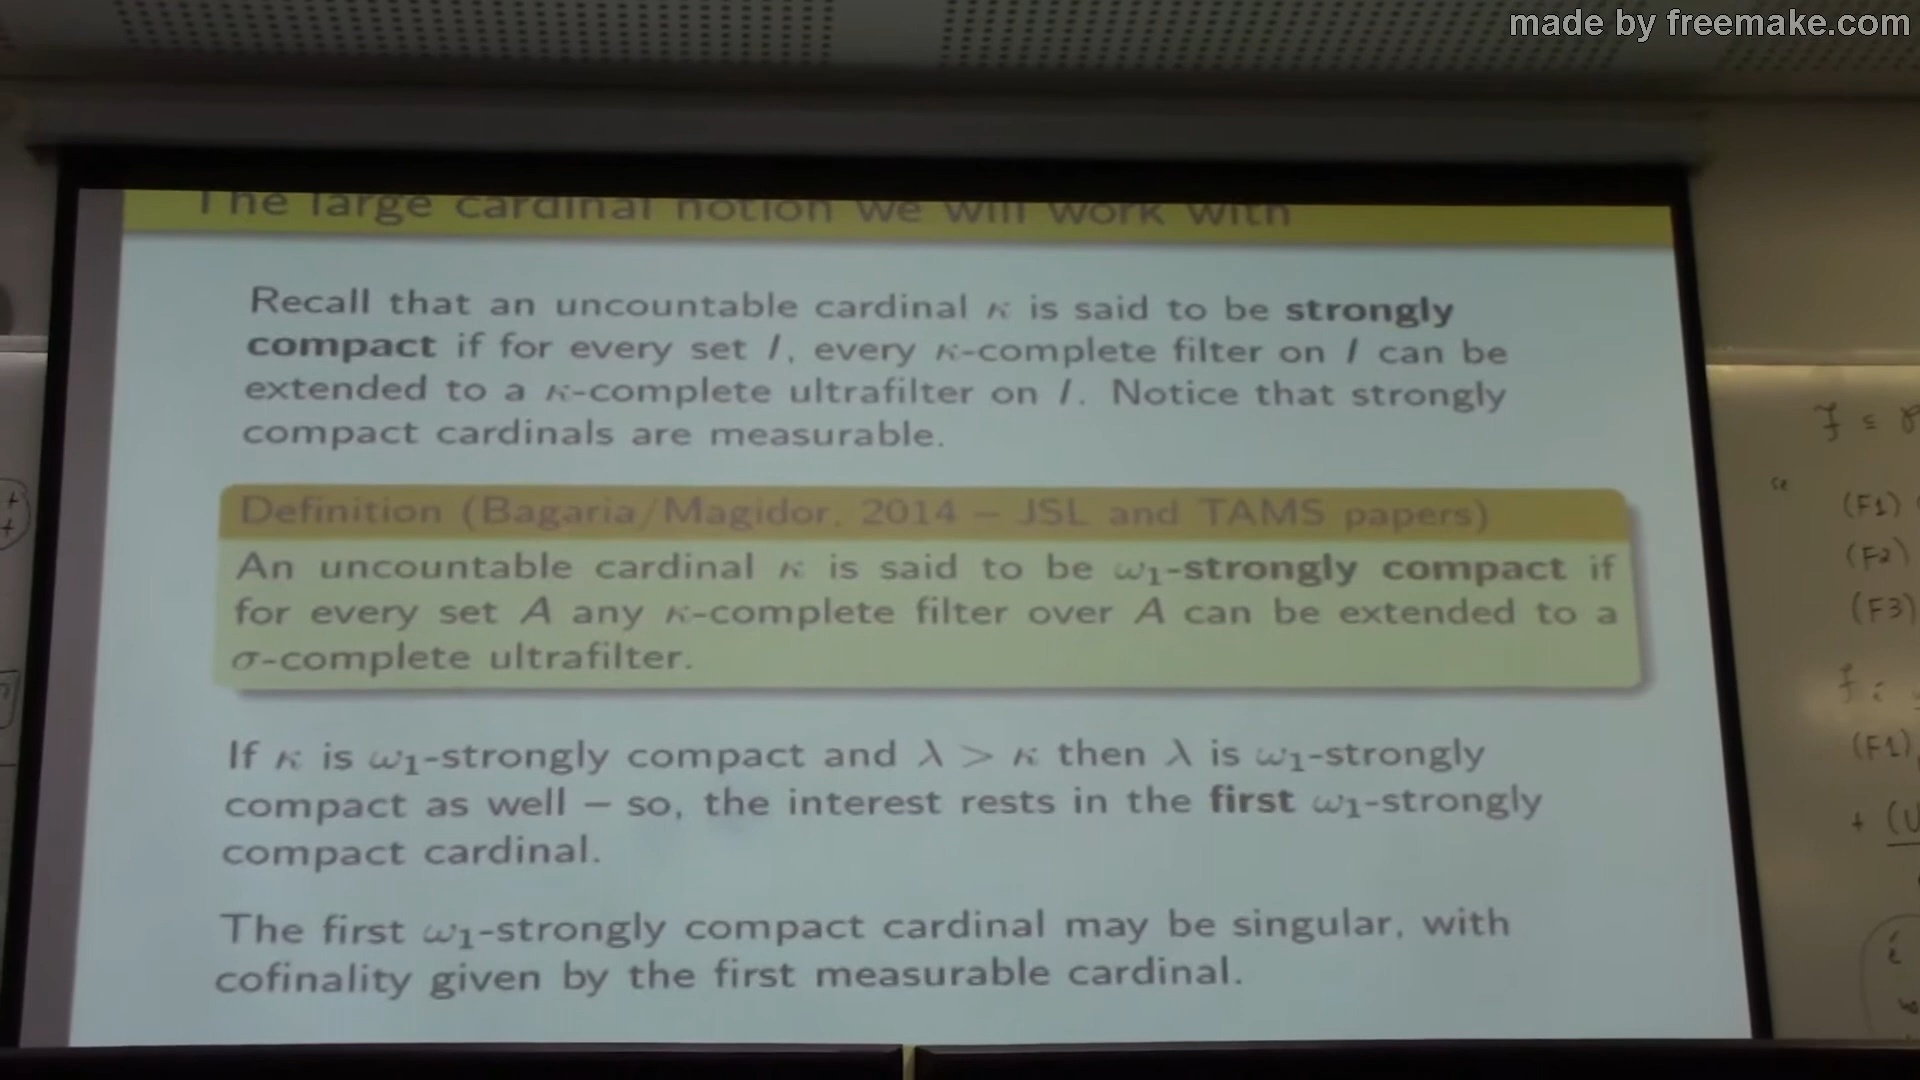 made by freemake.com
The large cardinal notion we will work with
Recall that an uncountable cardinal κ is said to be strongly
compact if for every set I, every κ-complete filter on I can be
extended to a κ-complete ultrafilter on I. Notice that strongly
compact cardinals are measurable.
Definition (Bagaria/Magidor, 2014 – JSL and TAMS papers)
An uncountable cardinal κ is said to be ω₁-strongly compact if
for every set A any κ-complete filter over A can be extended to a
σ-complete ultrafilter.
If κ is ω₁-strongly compact and λ > κ then λ is ω₁-strongly
compact as well – so, the interest rests in the first ω₁-strongly
compact cardinal.
The first ω₁-strongly compact cardinal may be singular, with
cofinality given by the first measurable cardinal.
(F1)
(F2)
(F3)
(F1)